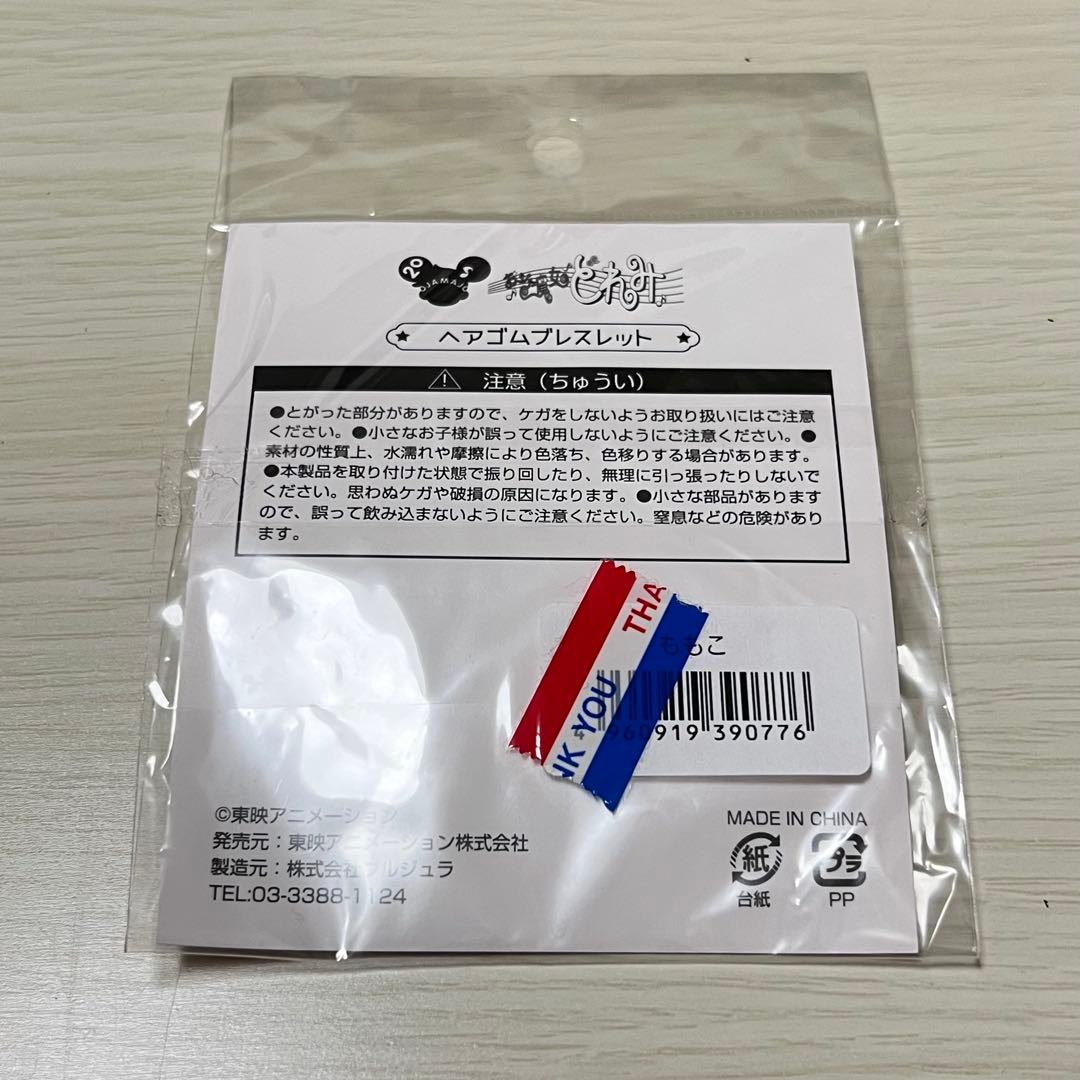 20
OJAMAJO
おジャ魔女
どれみ
★ ヘアゴムブレスレット ★
注意（ちゅうい）
●とがった部分がありますので、ケガをしないようお取り扱いにはご注意
ください。●小さなお子様が誤って使用しないようにご注意ください。●
素材の性質上、水濡れや摩擦により色落ち、色移りする場合があります。
●本製品を取り付けた状態で振り回したり、無理に引っ張ったりしないで
ください。思わぬケガや破損の原因になります。●小さな部品があります
ので、誤って飲み込まないようにご注意ください。窒息などの危険があり
ます。
THA
NK YOU
ももこ
960919 390776
©東映アニメーション
発売元：東映アニメーション株式会社
製造元：株式会社ブルジュラ
TEL:03-3388-1124
MADE IN CHINA
紙
プラ
台紙
PP